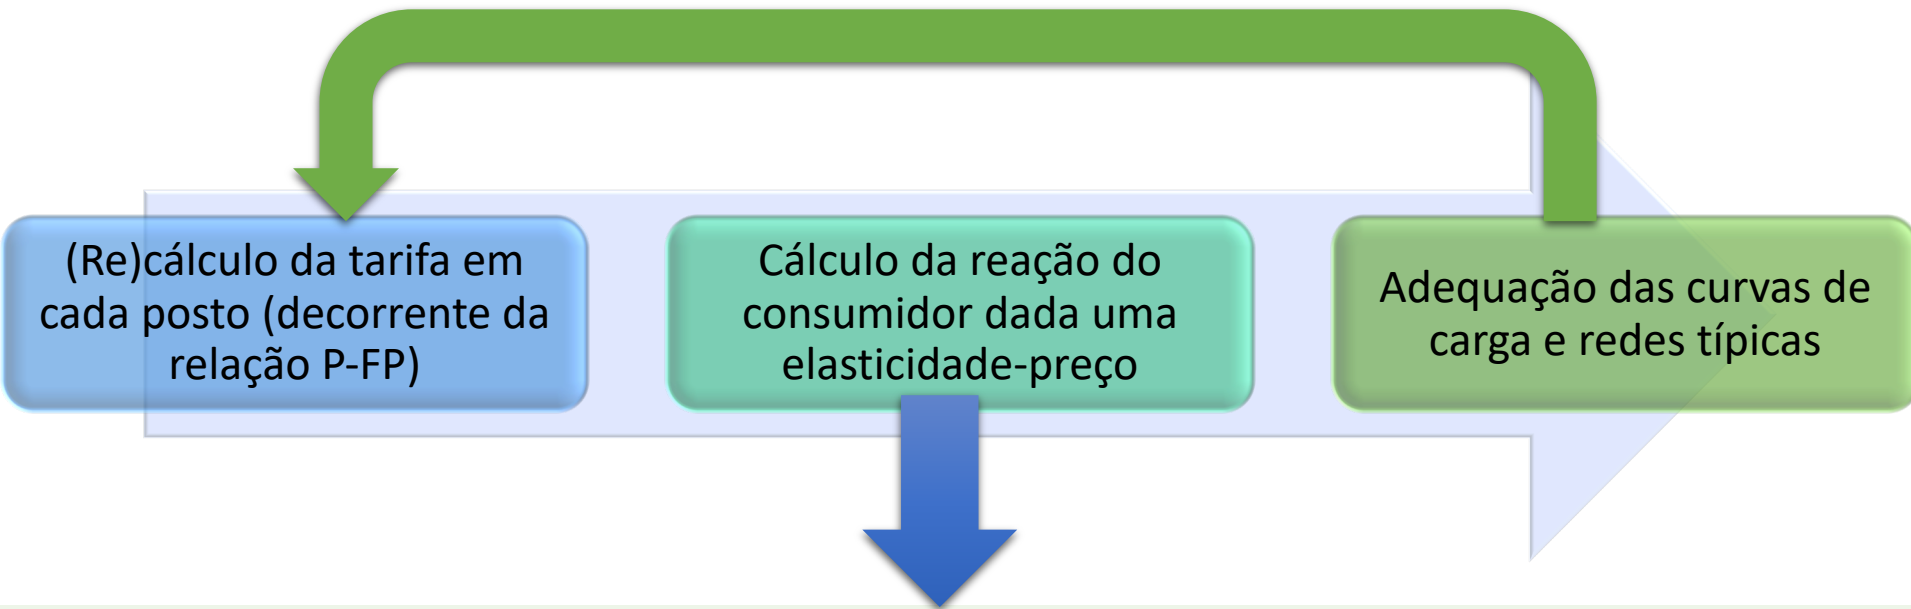 (Re)cálculo da tarifa em
cada posto (decorrente da
relação P-FP)
Cálculo da reação do
consumidor dada uma
elasticidade-preço
Adequação das curvas de
carga e redes típicas